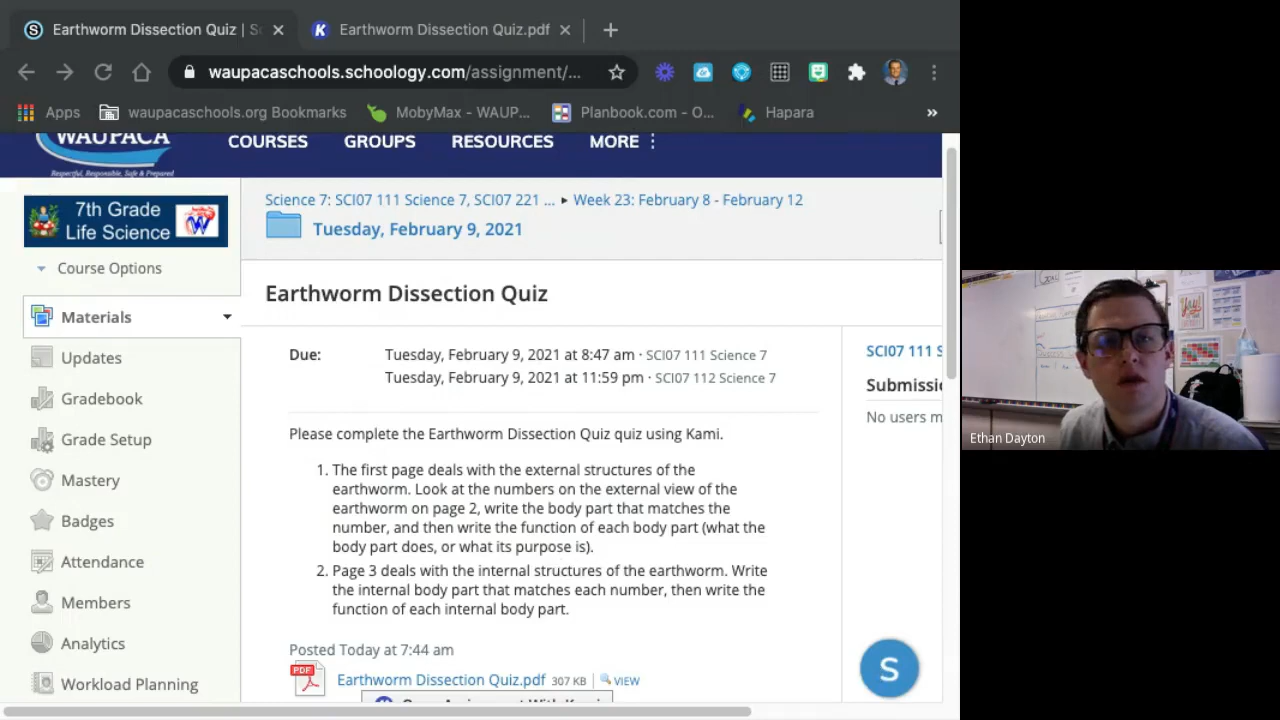 Earthworm Dissection Quiz | S
Earthworm Dissection Quiz.pdf
waupacaschools.schoology.com/assignment/...
Apps
waupacaschools.org Bookmarks
MobyMax - WAUP...
Planbook.com - O...
Hapara
»
WAUPACA
Respectful, Responsible, Safe & Prepared
COURSES
GROUPS
RESOURCES
MORE
7th Grade
Life Science
Course Options
Materials
Updates
Gradebook
Grade Setup
Mastery
Badges
Attendance
Members
Analytics
Workload Planning
Science 7: SCI07 111 Science 7, SCI07 221 ... ▸ Week 23: February 8 - February 12
Tuesday, February 9, 2021
Earthworm Dissection Quiz
Due: Tuesday, February 9, 2021 at 8:47 am · SCI07 111 Science 7
Tuesday, February 9, 2021 at 11:59 pm · SCI07 112 Science 7
Please complete the Earthworm Dissection Quiz quiz using Kami.
1. The first page deals with the external structures of the
earthworm. Look at the numbers on the external view of the
earthworm on page 2, write the body part that matches the
number, and then write the function of each body part (what the
body part does, or what its purpose is).
2. Page 3 deals with the internal structures of the earthworm. Write
the internal body part that matches each number, then write the
function of each internal body part.
Posted Today at 7:44 am
PDF
Earthworm Dissection Quiz.pdf 307 KB VIEW
SCI07 111 S
Submissio
No users m
S
Ethan Dayton